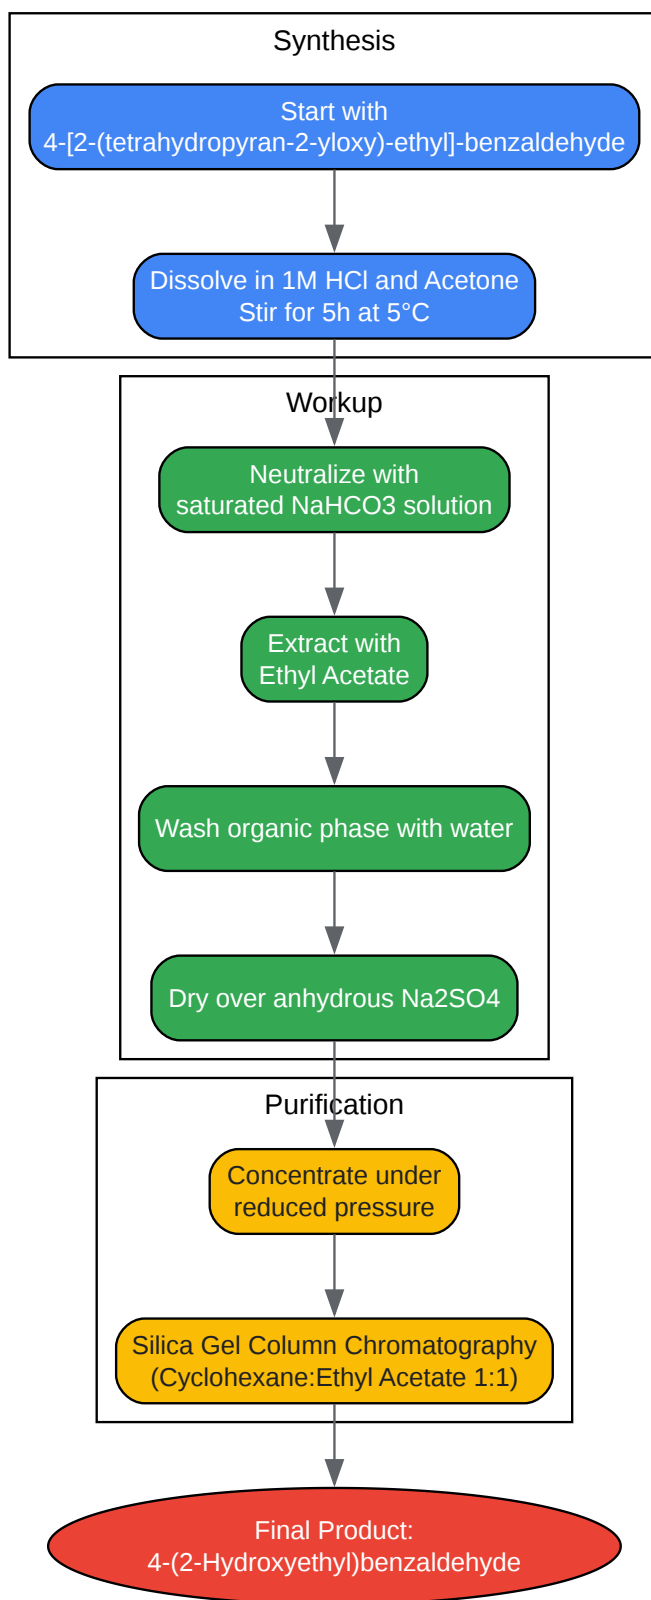 Synthesis
Start with
4-[2-(tetrahydropyran-2-yloxy)-ethyl]-benzaldehyde
Dissolve in 1M HCl and Acetone
Stir for 5h at 5°C
Workup
Neutralize with
saturated NaHCO3 solution
Extract with
Ethyl Acetate
Wash organic phase with water
Dry over anhydrous Na2SO4
Purification
Concentrate under
reduced pressure
Silica Gel Column Chromatography
(Cyclohexane:Ethyl Acetate 1:1)
Final Product:
4-(2-Hydroxyethyl)benzaldehyde